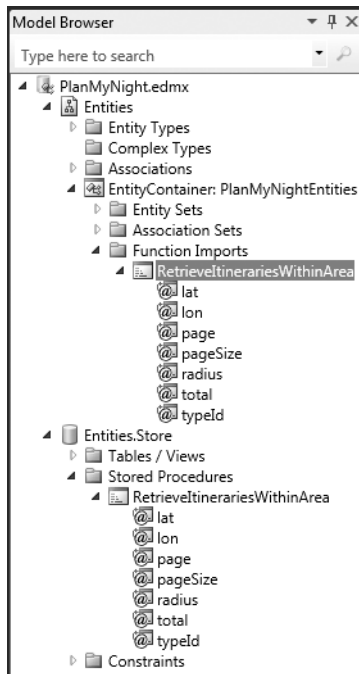 Model Browser
Type here to search
PlanMyNight.edmx
Entities
Entity Types
Complex Types
Associations
EntityContainer: PlanMyNightEntities
Entity Sets
Association Sets
Function Imports
RetrieveItinerariesWithinArea
lat
lon
page
pageSize
radius
total
typeId
Entities.Store
Tables / Views
Stored Procedures
RetrieveItinerariesWithinArea
lat
lon
page
pageSize
radius
total
typeId
Constraints